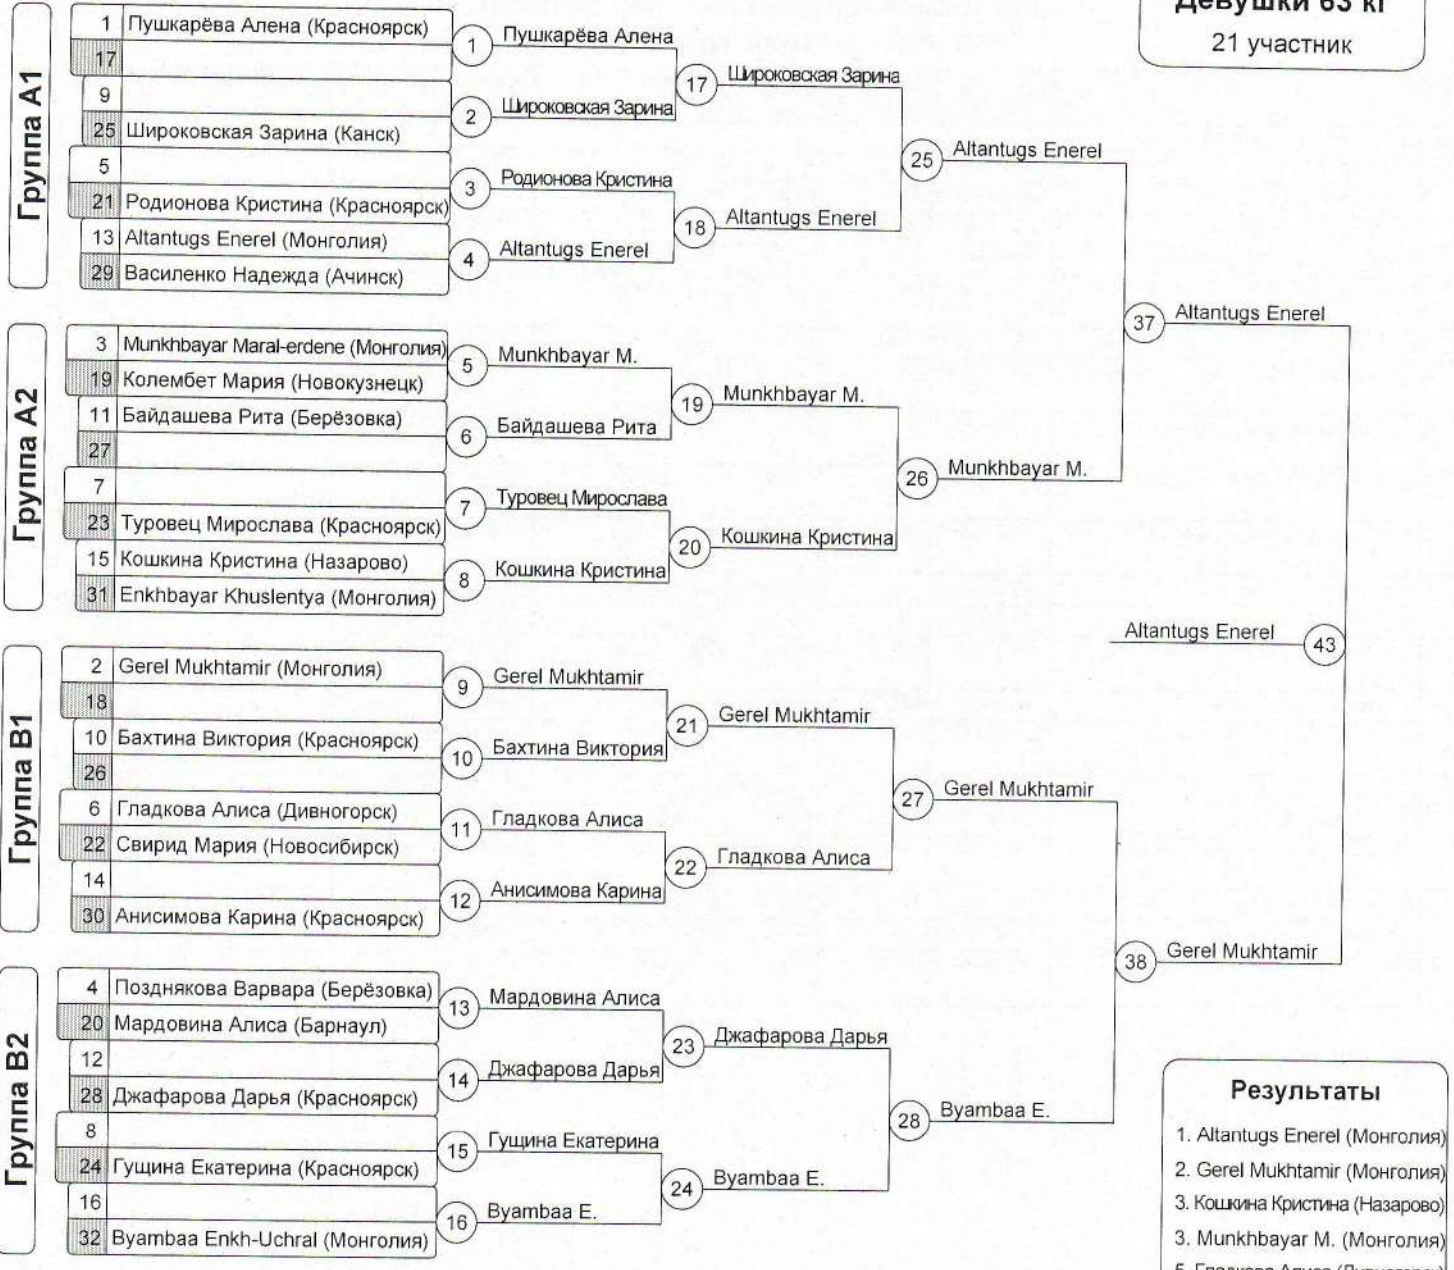 Девушки 63 кг
21 участник
Группа А1
1 Пушкарёва Алена (Красноярск)
17
9
25 Широковская Зарина (Канск)
5
21 Родионова Кристина (Красноярск)
13 Altantugs Enerel (Монголия)
29 Василенко Надежда (Ачинск)
1 Пушкарёва Алена
2 Широковская Зарина
3 Родионова Кристина
4 Altantugs Enerel
17 Широковская Зарина
18 Altantugs Enerel
25 Altantugs Enerel
Группа А2
3 Munkhbayar Maral-erdene (Монголия)
19 Колембет Мария (Новокузнецк)
11 Байдашева Рита (Берёзовка)
27
7
23 Туровец Мирослава (Красноярск)
15 Кошкина Кристина (Назарово)
31 Enkhbayar Khuslentya (Монголия)
5 Munkhbayar M.
6 Байдашева Рита
7 Туровец Мирослава
8 Кошкина Кристина
19 Munkhbayar M.
20 Кошкина Кристина
26 Munkhbayar M.
37 Altantugs Enerel
Группа В1
2 Gerel Mukhtamir (Монголия)
18
10 Бахтина Виктория (Красноярск)
26
6 Гладкова Алиса (Дивногорск)
22 Свирид Мария (Новосибирск)
14
30 Анисимова Карина (Красноярск)
9 Gerel Mukhtamir
10 Бахтина Виктория
11 Гладкова Алиса
12 Анисимова Карина
21 Gerel Mukhtamir
22 Гладкова Алиса
27 Gerel Mukhtamir
Altantugs Enerel 43
Группа В2
4 Позднякова Варвара (Берёзовка)
20 Мардовина Алиса (Барнаул)
12
28 Джафарова Дарья (Красноярск)
8
24 Гущина Екатерина (Красноярск)
16
32 Byambaa Enkh-Uchral (Монголия)
13 Мардовина Алиса
14 Джафарова Дарья
15 Гущина Екатерина
16 Byambaa E.
23 Джафарова Дарья
24 Byambaa E.
28 Byambaa E.
38 Gerel Mukhtamir
Результаты
1. Altantugs Enerel (Монголия)
2. Gerel Mukhtamir (Монголия)
3. Кошкина Кристина (Назарово)
3. Munkhbayar M. (Монголия)
5. Гладкова Алиса (Дивногорск)